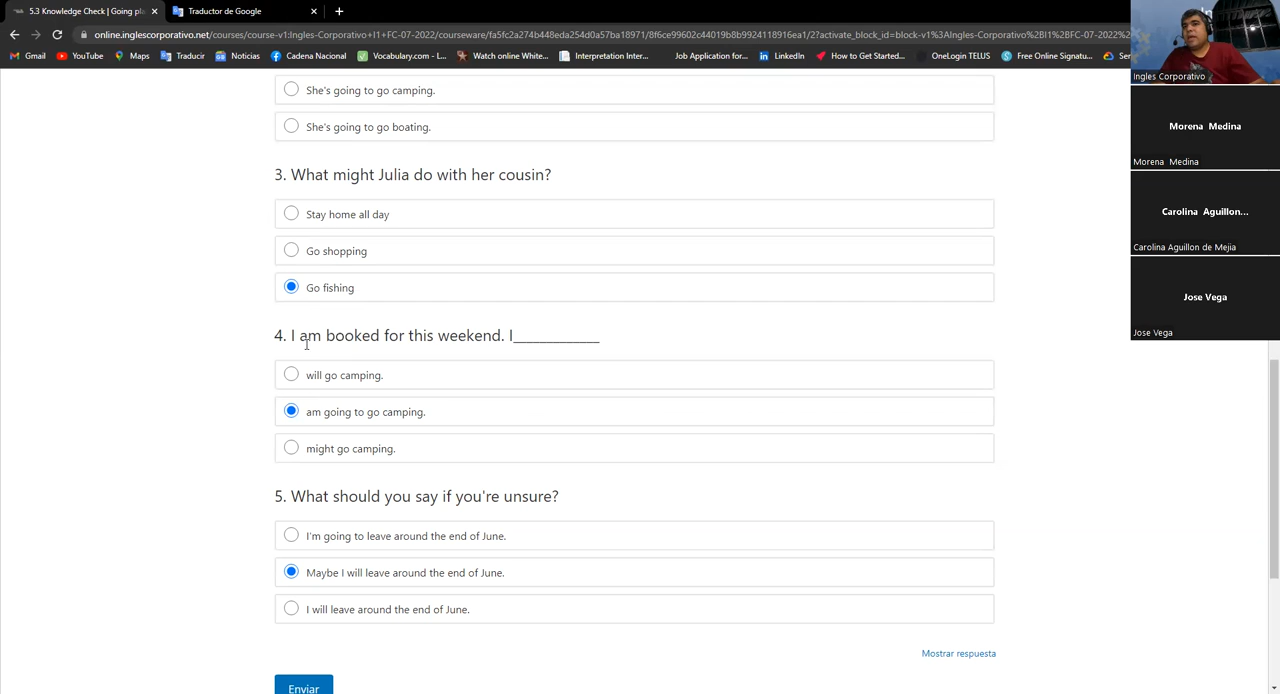 5.3 Knowledge Check | Going pl
Traductor de Google
online.inglescorporativo.net/courses/course-v1:Ingles-Corporativo+I1+FC-07-2022/courseware/fa5fc2a274b448eda254d0a57ba18971/8f6ce99602c44019b8b9924118916ea1/2?activate_block_id=block-v1%3AIngles-Corporativo%2BI1%2BFC-07-2022%2
Gmail YouTube Maps Traducir Noticias Cadena Nacional Vocabulary.com - L... Watch online White... Interpretation Inter... Job Application for... LinkedIn How to Get Started... OneLogin TELUS Free Online Signatu... Ser
Ingles Corporativo
Morena Medina
Morena Medina
Carolina Aguillon...
Carolina Aguillon de Mejia
Jose Vega
Jose Vega
She's going to go camping.
She's going to go boating.
3. What might Julia do with her cousin?
Stay home all day
Go shopping
Go fishing
4. I am booked for this weekend. I____________
will go camping.
am going to go camping.
might go camping.
5. What should you say if you're unsure?
I'm going to leave around the end of June.
Maybe I will leave around the end of June.
I will leave around the end of June.
Mostrar respuesta
Enviar